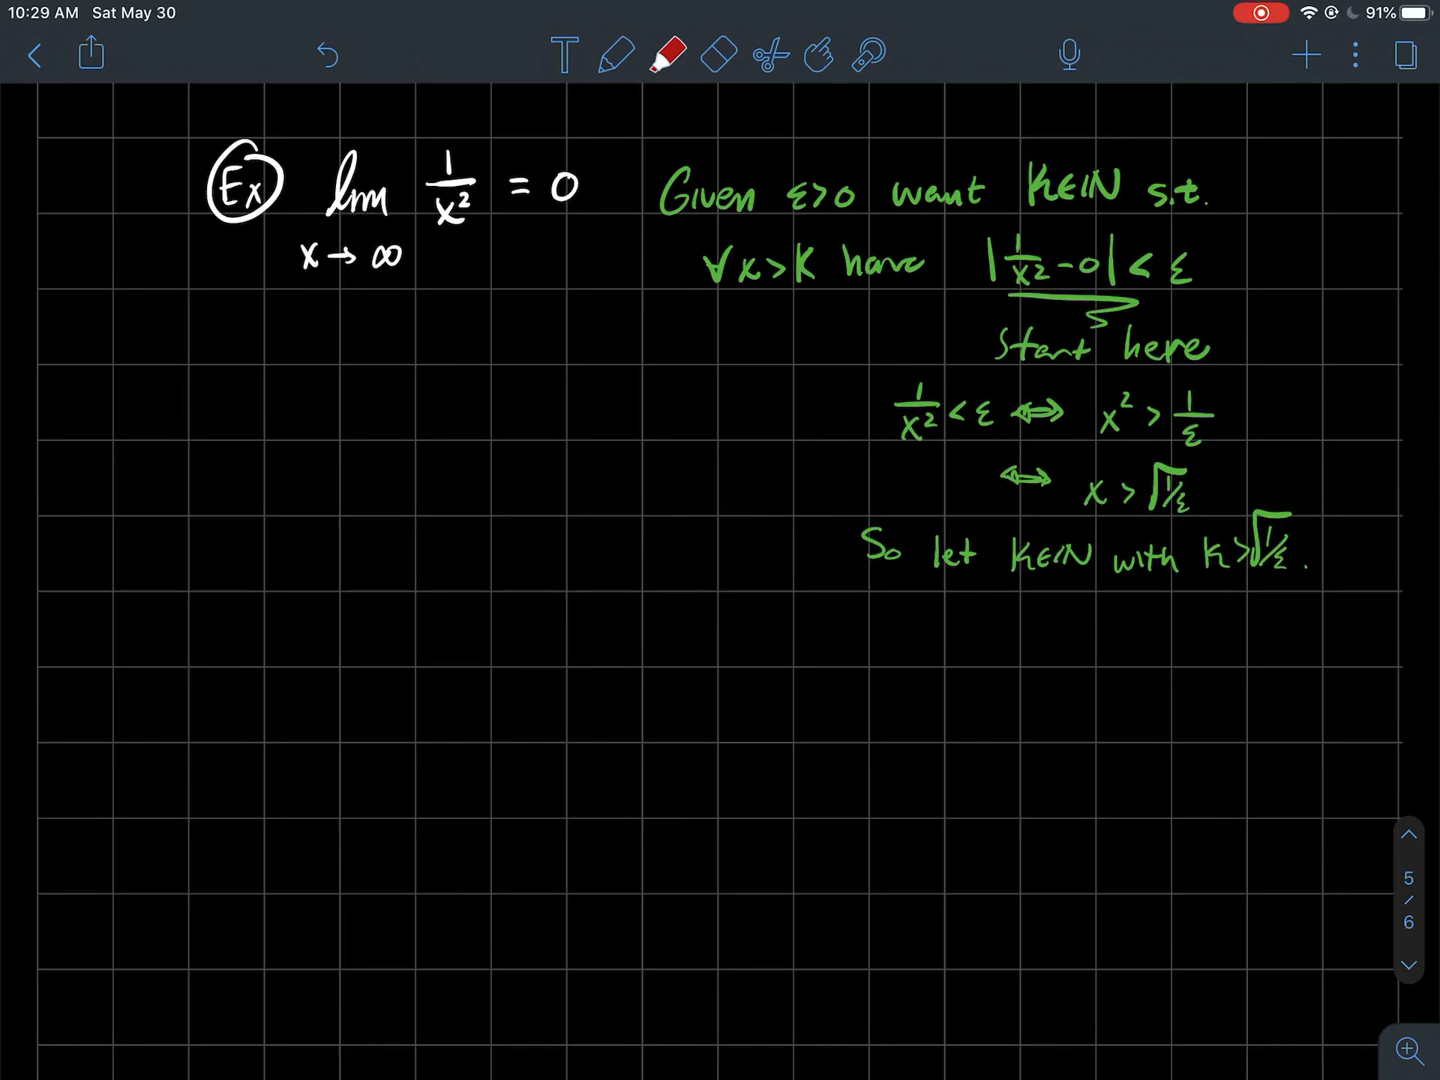 10:29 AM Sat May 30 91%
T
Ex lim 1/x² = 0
x → ∞
Given ε>0 want K∈ℕ s.t.
∀x>K have |1/x² - 0| < ε
Start here
1/x² < ε ⟺ x² > 1/ε
⟺ x > √1/ε
So let K∈ℕ with K>√1/ε.
5
/
6